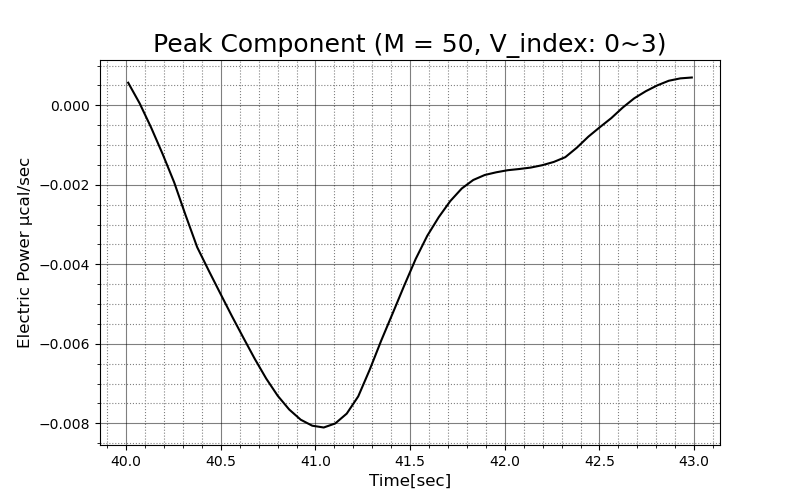 Peak Component (M = 50, V_index: 0~3)
Electric Power μcal/sec
0.000
−0.002
−0.004
−0.006
−0.008
40.0 40.5 41.0 41.5 42.0 42.5 43.0
Time[sec]